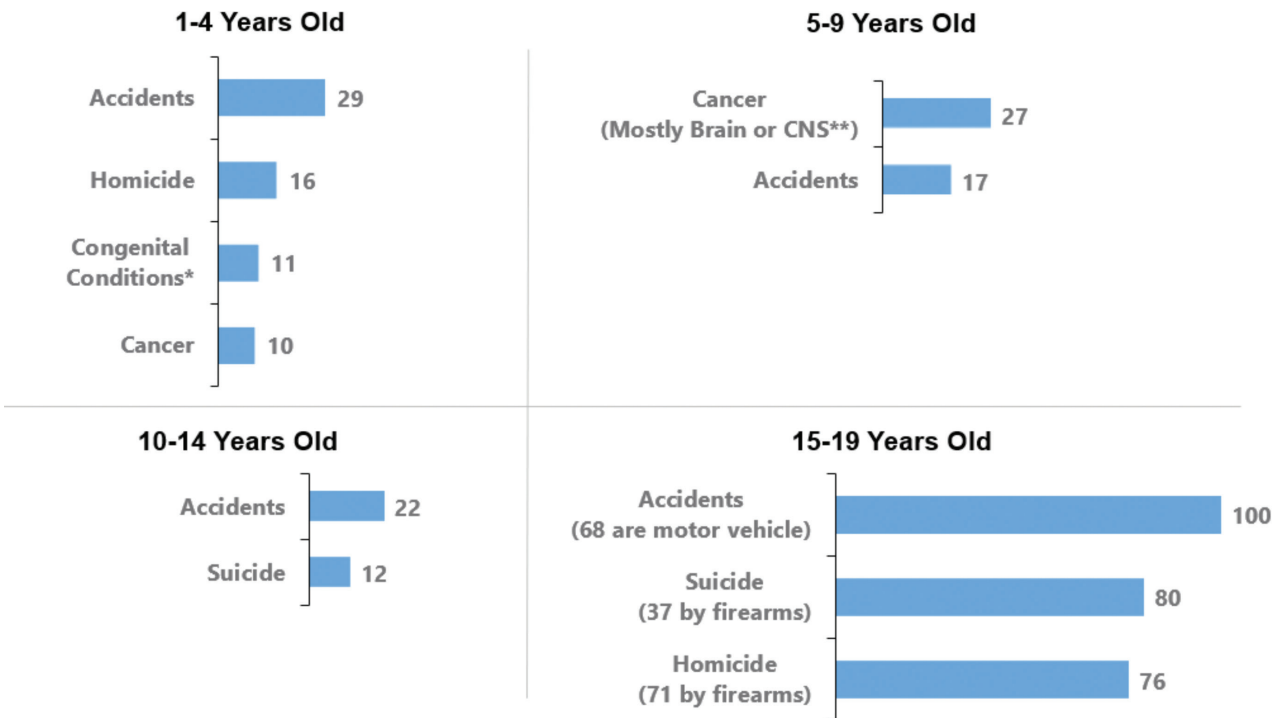 1-4 Years Old
Accidents
29
Homicide
16
Congenital
Conditions*
11
Cancer
10
5-9 Years Old
Cancer
(Mostly Brain or CNS**)
27
Accidents
17
10-14 Years Old
Accidents
22
Suicide
12
15-19 Years Old
Accidents
(68 are motor vehicle)
100
Suicide
(37 by firearms)
80
Homicide
(71 by firearms)
76